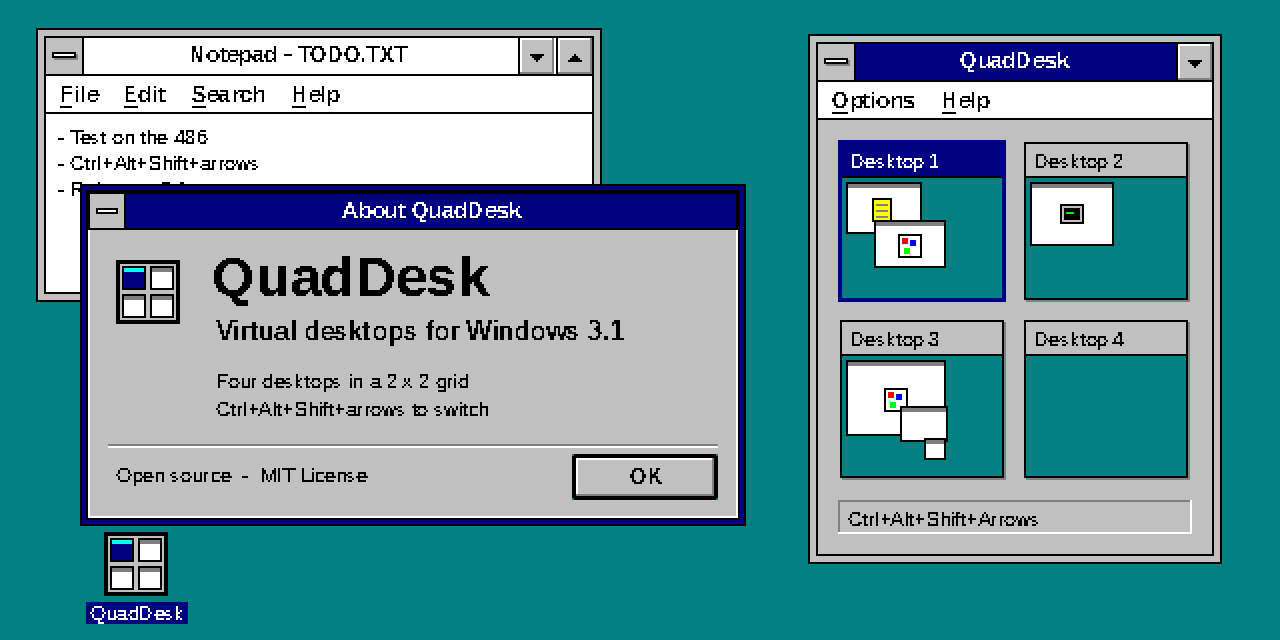 Notepad - TODO.TXT
File Edit Search Help
- Test on the 486
- Ctrl+Alt+Shift+arrows
-
About QuadDesk
QuadDesk
Virtual desktops for Windows 3.1
Four desktops in a 2 x 2 grid
Ctrl+Alt+Shift+arrows to switch
Open source - MIT License
OK
QuadDesk
QuadDesk
Options Help
Desktop 1
Desktop 2
Desktop 3
Desktop 4
Ctrl+Alt+Shift+Arrows